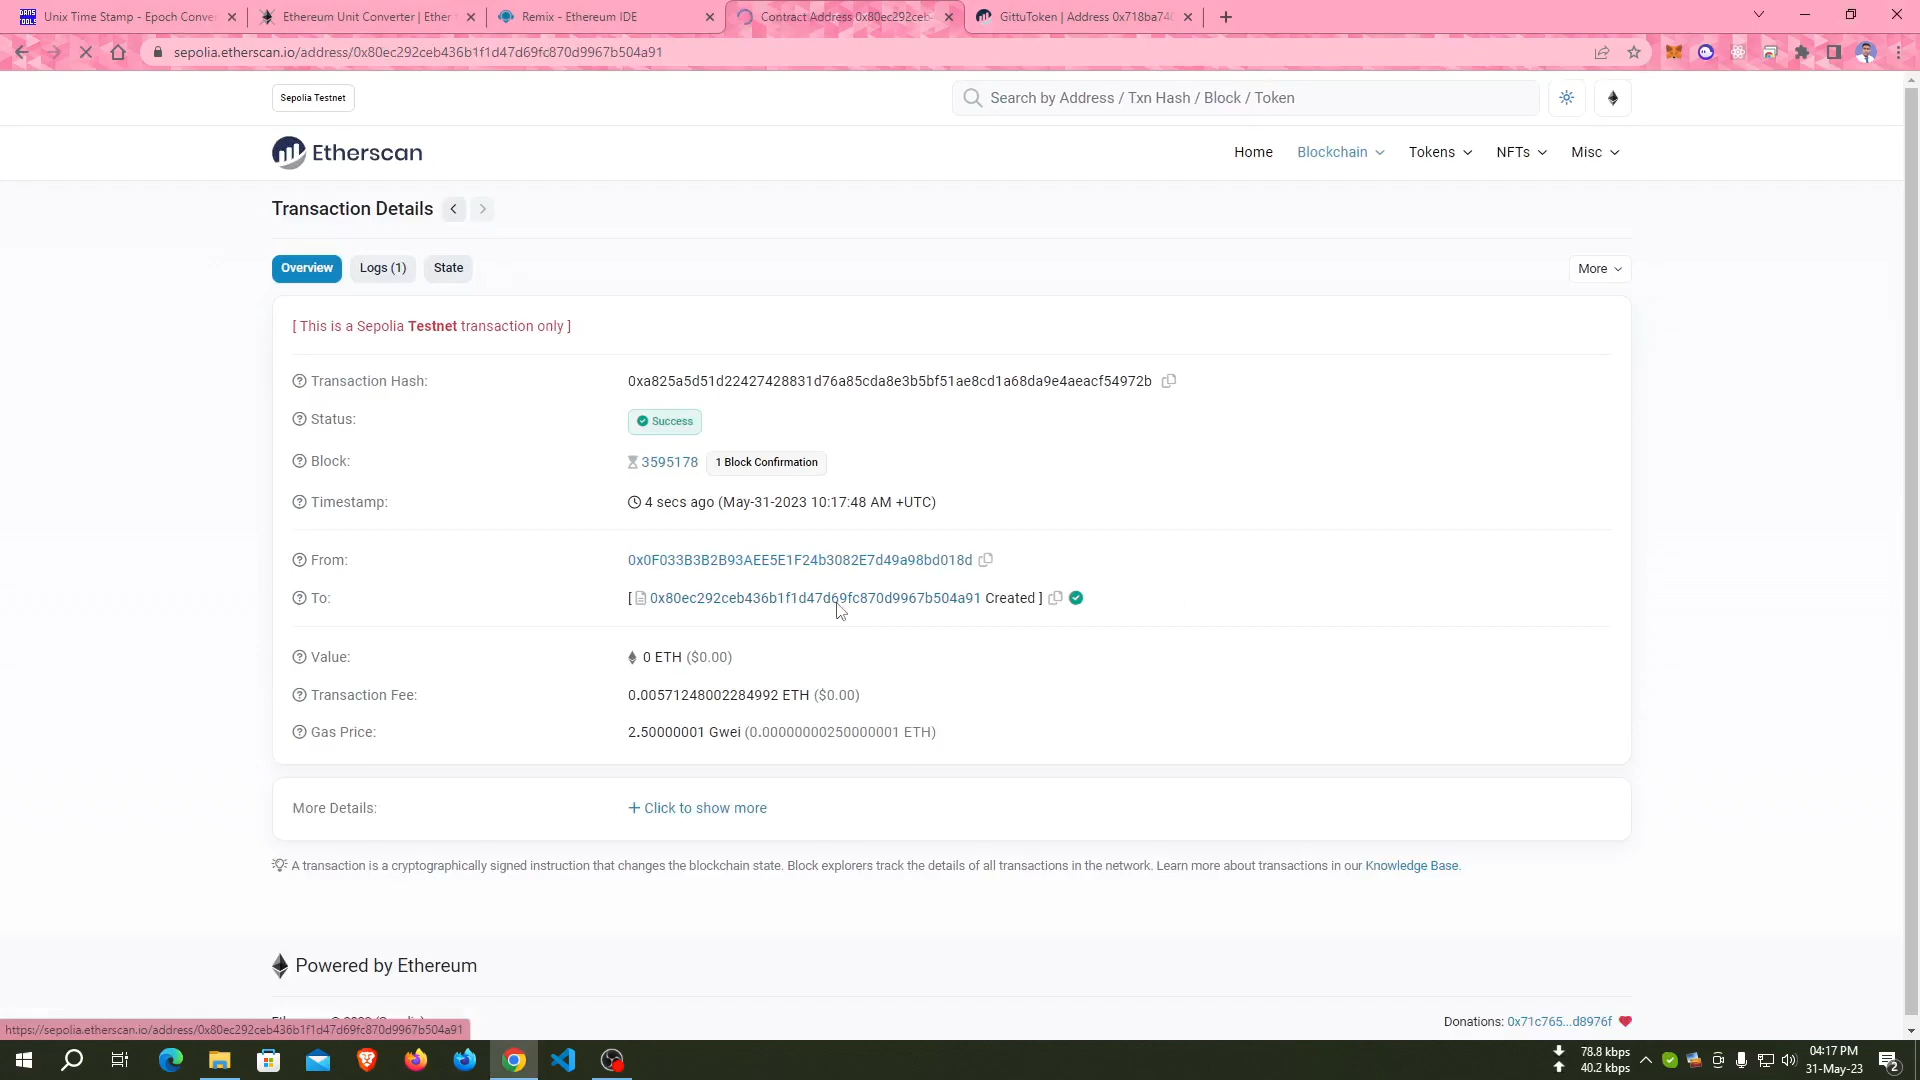 Unix Time Stamp - Epoch Conver
Ethereum Unit Converter | Ether
Remix - Ethereum IDE
Contract Address 0x80ec292ceb
GittuToken | Address 0x718ba740
sepolia.etherscan.io/address/0x80ec292ceb436b1f1d47d69fc870d9967b504a91
Sepolia Testnet
Search by Address / Txn Hash / Block / Token
Etherscan
Home
Blockchain
Tokens
NFTs
Misc
Transaction Details
Overview
Logs (1)
State
More
[ This is a Sepolia Testnet transaction only ]
Transaction Hash:
0xa825a5d51d22427428831d76a85cda8e3b5bf51ae8cd1a68da9e4aeacf54972b
Status:
Success
Block:
3595178
1 Block Confirmation
Timestamp:
4 secs ago (May-31-2023 10:17:48 AM +UTC)
From:
0x0F033B3B2B93AEE5E1F24b3082E7d49a98bd018d
To:
[ 0x80ec292ceb436b1f1d47d69fc870d9967b504a91 Created ]
Value:
0 ETH ($0.00)
Transaction Fee:
0.00571248002284992 ETH ($0.00)
Gas Price:
2.50000001 Gwei (0.00000000250000001 ETH)
More Details:
+ Click to show more
A transaction is a cryptographically signed instruction that changes the blockchain state. Block explorers track the details of all transactions in the network. Learn more about transactions in our Knowledge Base.
Powered by Ethereum
Donations: 0x71c765...d8976f
https://sepolia.etherscan.io/address/0x80ec292ceb436b1f1d47d69fc870d9967b504a91
78.8 kbps
40.2 kbps
04:17 PM
31-May-23
2